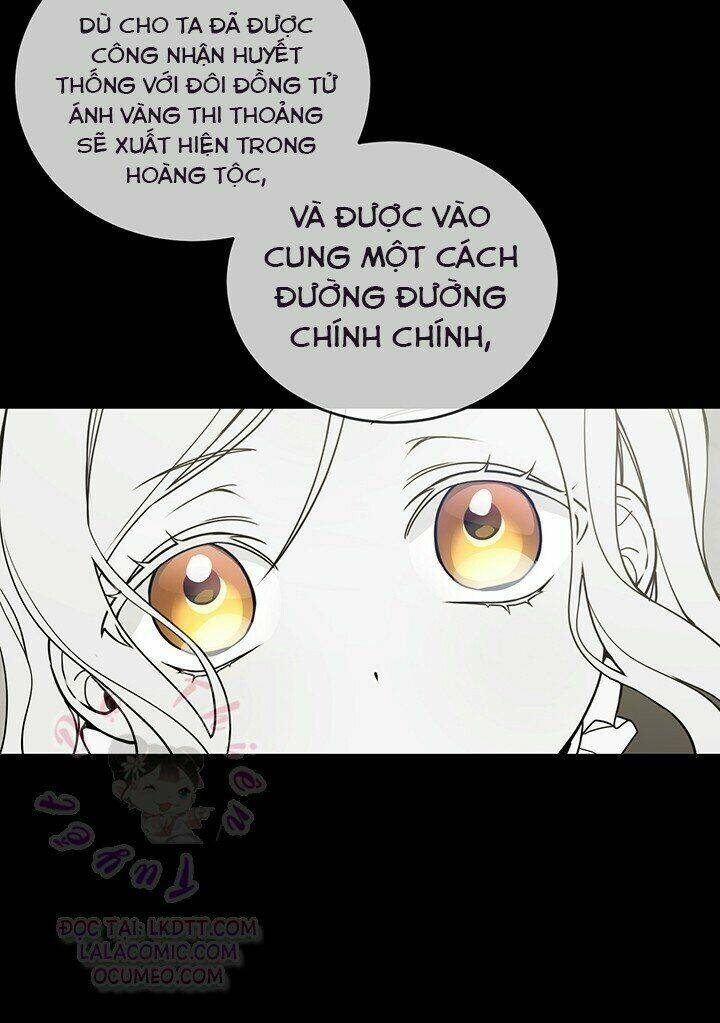 DÙ CHO TA ĐÃ ĐƯỢC
CÔNG NHẬN HUYẾT
THỐNG VỚI ĐÔI ĐỒNG TỬ
ÁNH VÀNG THI THOẢNG
SẼ XUẤT HIỆN TRONG
HOÀNG TỘC,
VÀ ĐƯỢC VÀO
CUNG MỘT CÁCH
ĐƯỜNG ĐƯỜNG
CHÍNH CHÍNH,
ĐỌC TẠI: LKDTT.COM
LALACOMIC.COM
OCUMEO.COM